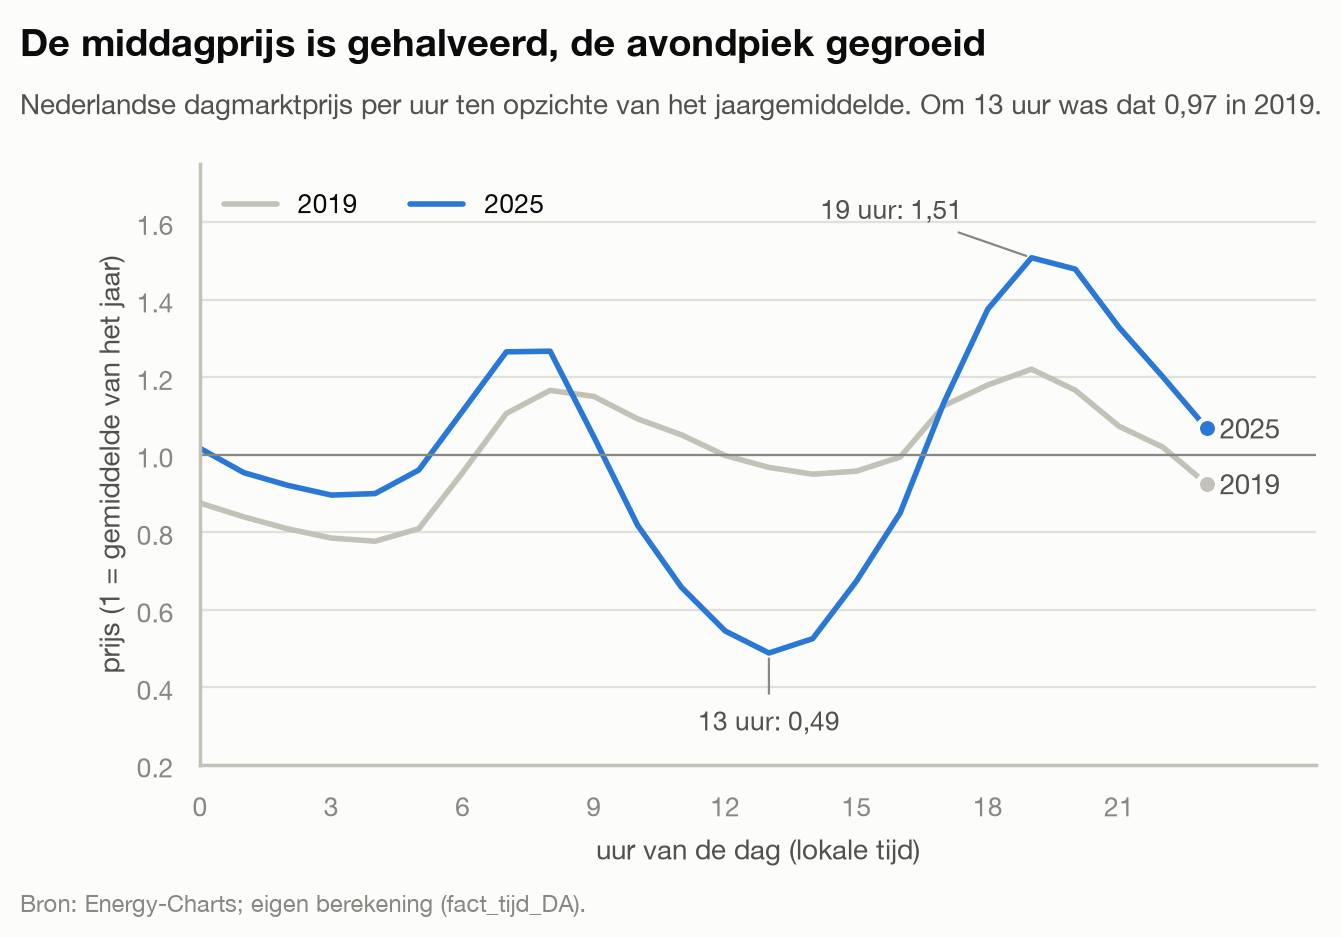 De middagprijs is gehalveerd, de avondpiek gegroeid
Nederlandse dagmarktprijs per uur ten opzichte van het jaargemiddelde. Om 13 uur was dat 0,97 in 2019.
2019
2025
19 uur: 1,51
1.6
1.4
1.2
1.0
0.8
0.6
0.4
0.2
prijs (1 = gemiddelde van het jaar)
2025
2019
13 uur: 0,49
0 3 6 9 12 15 18 21
uur van de dag (lokale tijd)
Bron: Energy-Charts; eigen berekening (fact_tijd_DA).